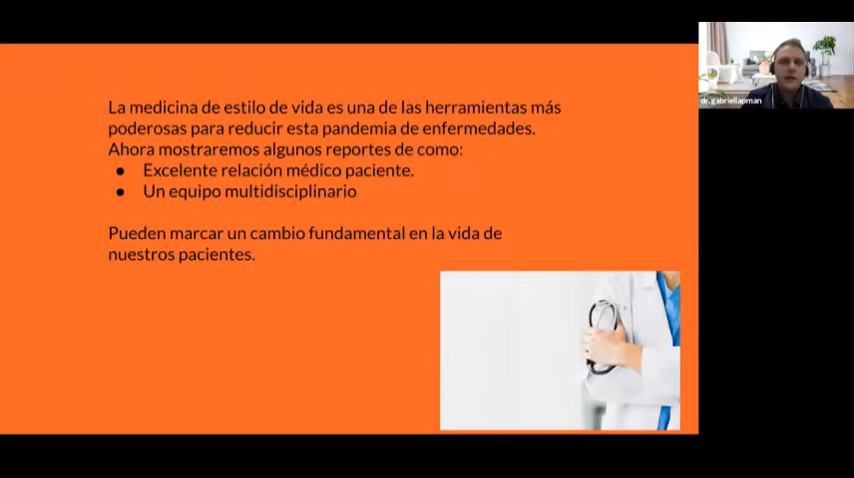 La medicina de estilo de vida es una de las herramientas más
poderosas para reducir esta pandemia de enfermedades.
Ahora mostraremos algunos reportes de como:
● Excelente relación médico paciente.
● Un equipo multidisciplinario
Pueden marcar un cambio fundamental en la vida de
nuestros pacientes.
dr.gabriellapman